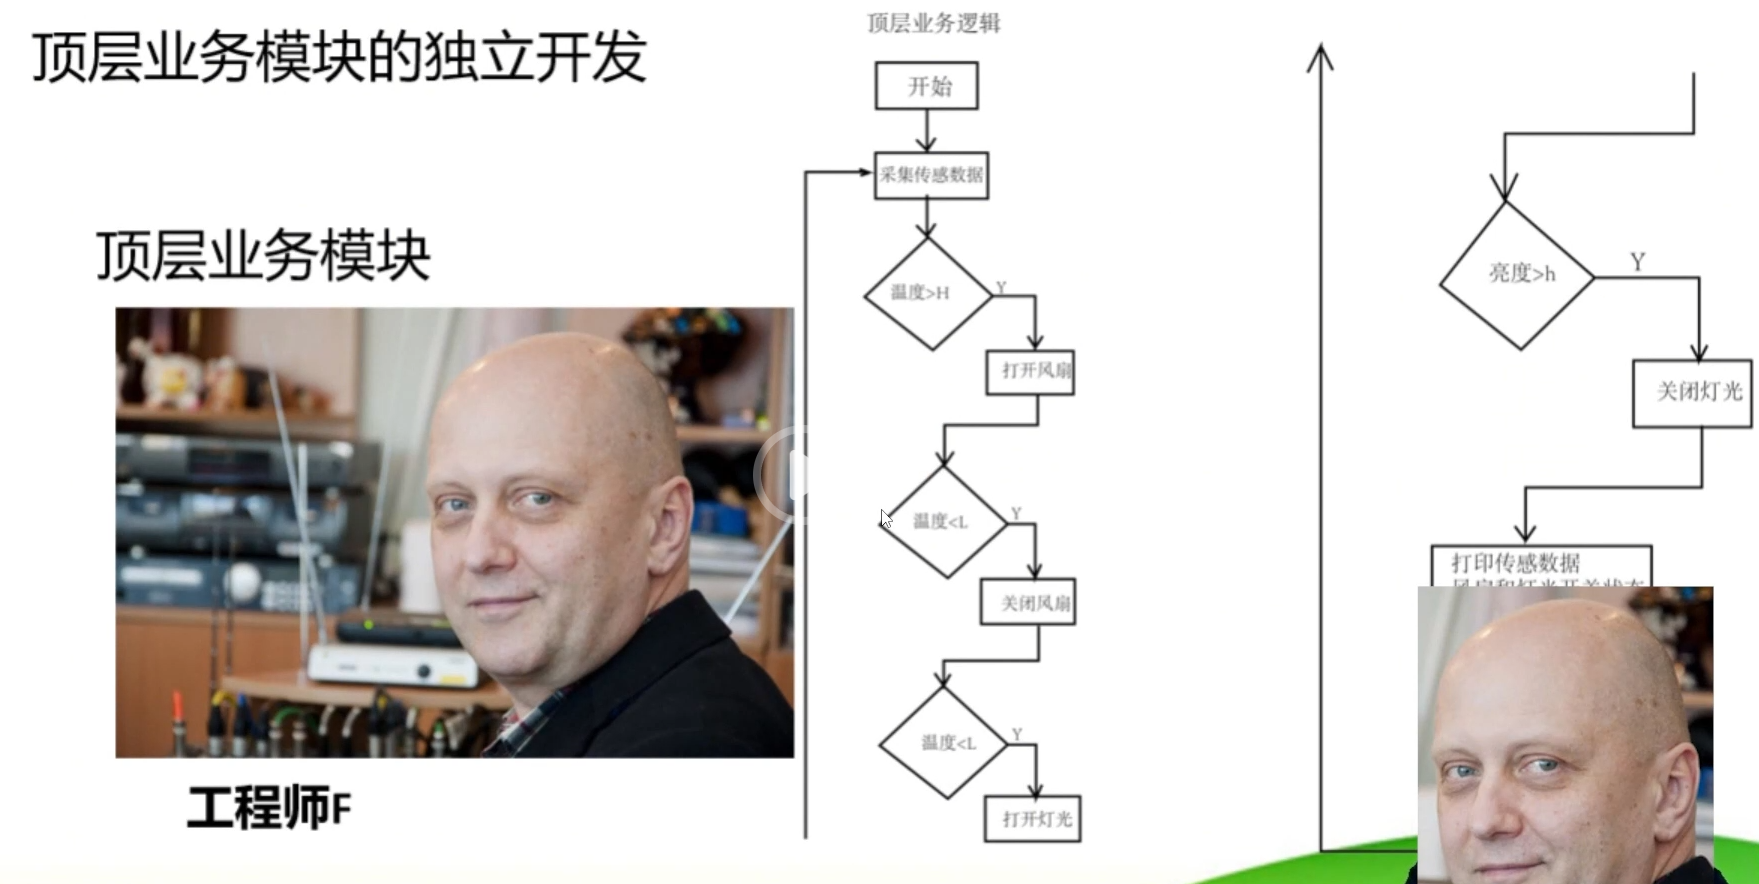 顶层业务模块的独立开发
顶层业务模块
工程师F
顶层业务逻辑
开始
采集传感数据
温度>H
Y
打开风扇
温度<L
Y
关闭风扇
温度<L
Y
打开灯光
亮度>h
Y
关闭灯光
打印传感数据